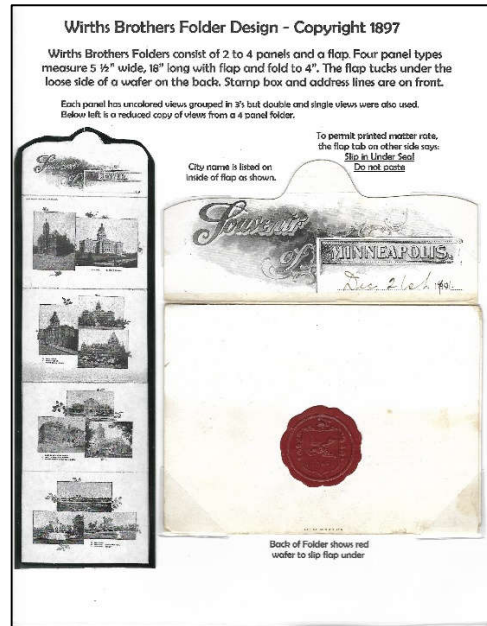 Wirths Brothers Folder Design - Copyright 1897
Wirths Brothers Folders consist of 2 to 4 panels and a flap. Four panel types
measure 5 ½” wide, 18” long with flap and fold to 4”. The flap tucks under the
loose side of a wafer on the back. Stamp box and address lines are on front.
Each panel has uncolored views grouped in 3’s but double and single views were also used.
Below left is a reduced copy of views from a 4 panel folder.
To permit printed matter rate,
the flap tab on other side says:
Slip in Under Seal
Do not paste
City name is listed on
inside of flap as shown.
Souvenir
Souvenir
Of
MINNEAPOLIS.
Dec
Back of Folder shows red
wafer to slip flap under